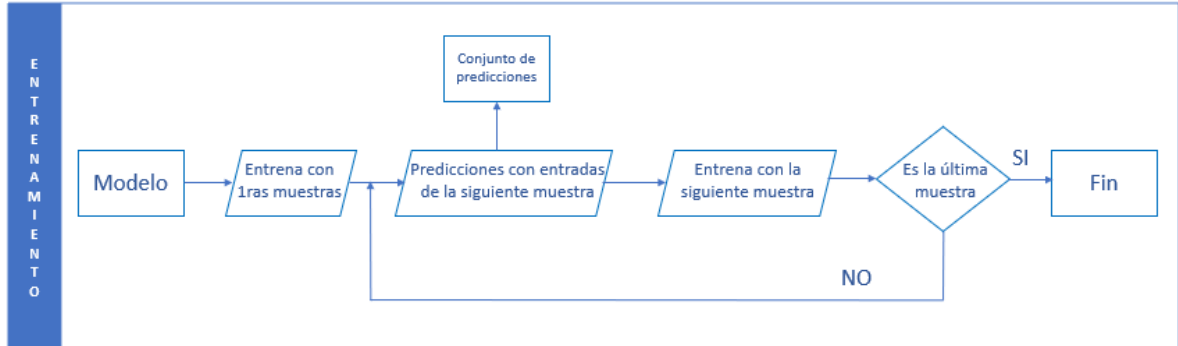 ENTRENAMIENTO
Conjunto de
predicciones
Modelo
Entrena con
1ras muestras
Predicciones con entradas
de la siguiente muestra
Entrena con la
siguiente muestra
Es la última
muestra
SI
Fin
NO